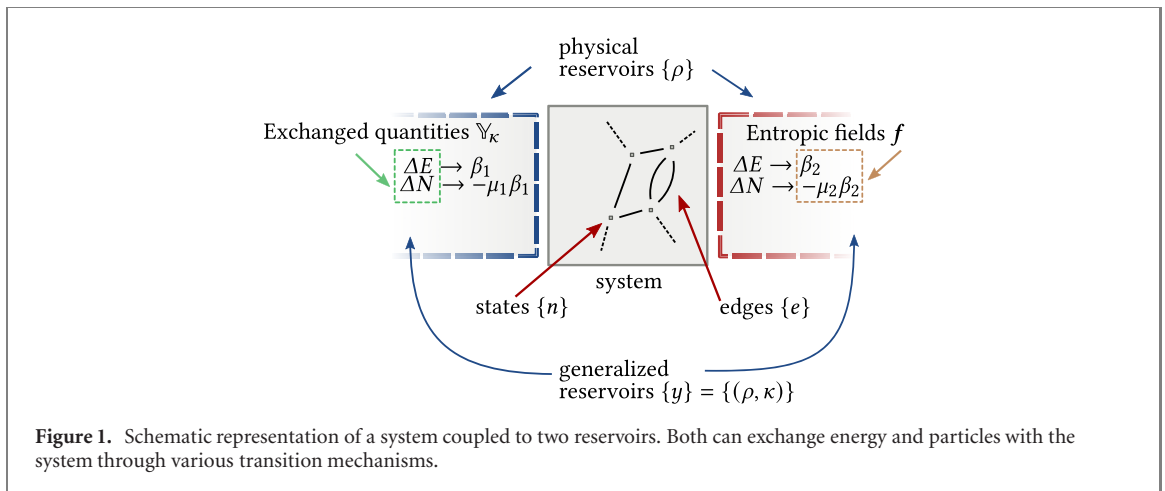 physical
reservoirs {ρ}
Exchanged quantities 𝕐κ
ΔE → β₁
ΔN → −μ₁β₁
Entropic fields f
ΔE → β₂
ΔN → −μ₂β₂
system
states {n}
edges {e}
generalized
reservoirs {y} = {(ρ, κ)}
Figure 1. Schematic representation of a system coupled to two reservoirs. Both can exchange energy and particles with the
system through various transition mechanisms.